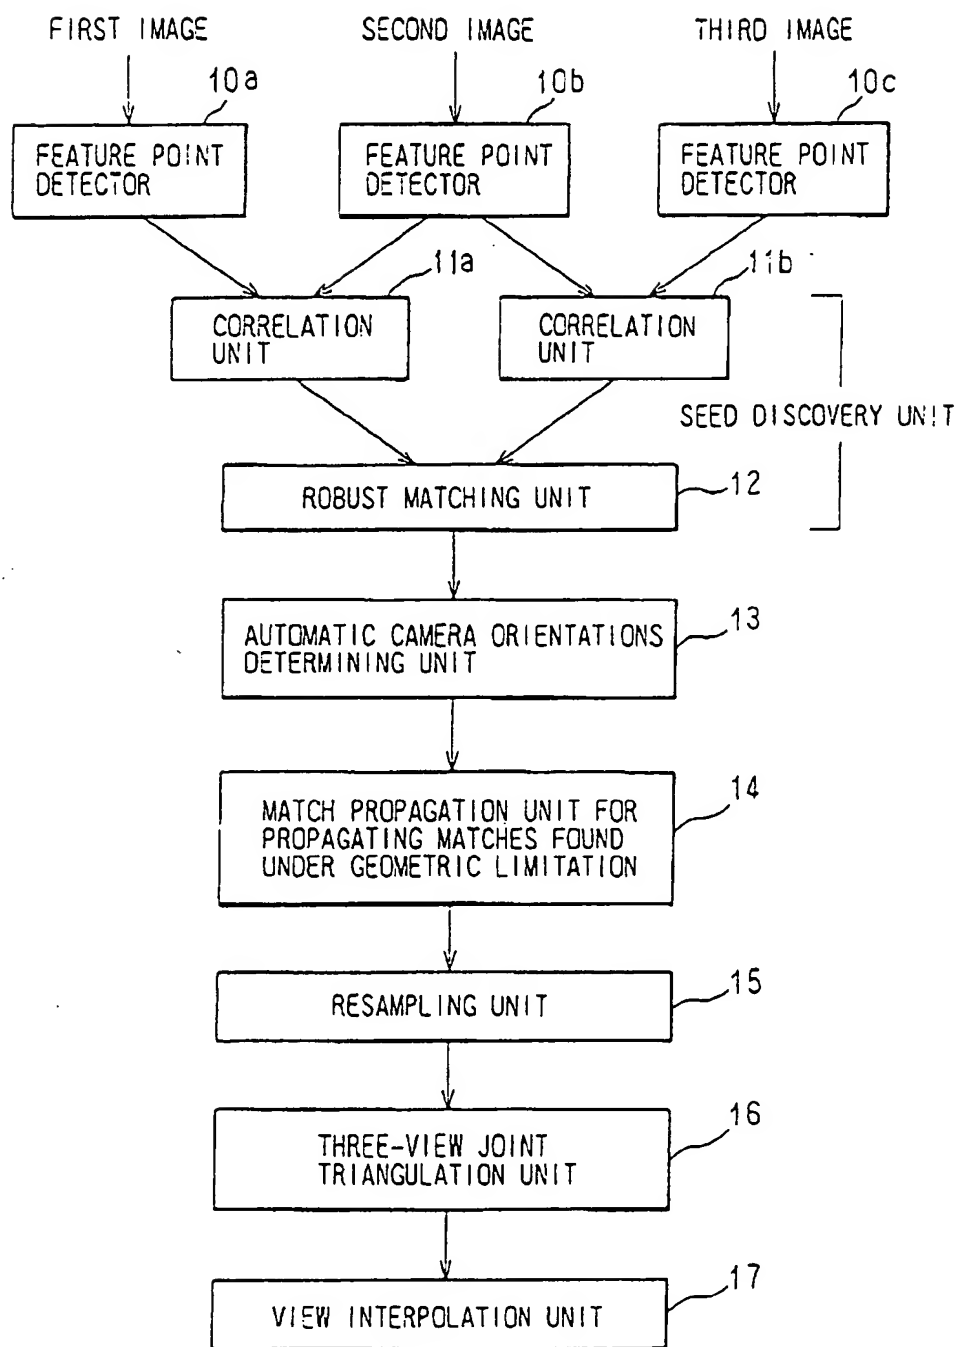 FIRST IMAGE
SECOND IMAGE
THIRD IMAGE
10a
10b
10c
FEATURE POINT
DETECTOR
FEATURE POINT
DETECTOR
FEATURE POINT
DETECTOR
11a
11b
CORRELATION
UNIT
CORRELATION
UNIT
SEED DISCOVERY UNIT
ROBUST MATCHING UNIT
12
AUTOMATIC CAMERA ORIENTATIONS
DETERMINING UNIT
13
MATCH PROPAGATION UNIT FOR
PROPAGATING MATCHES FOUND
UNDER GEOMETRIC LIMITATION
14
RESAMPLING UNIT
15
THREE-VIEW JOINT
TRIANGULATION UNIT
16
VIEW INTERPOLATION UNIT
17